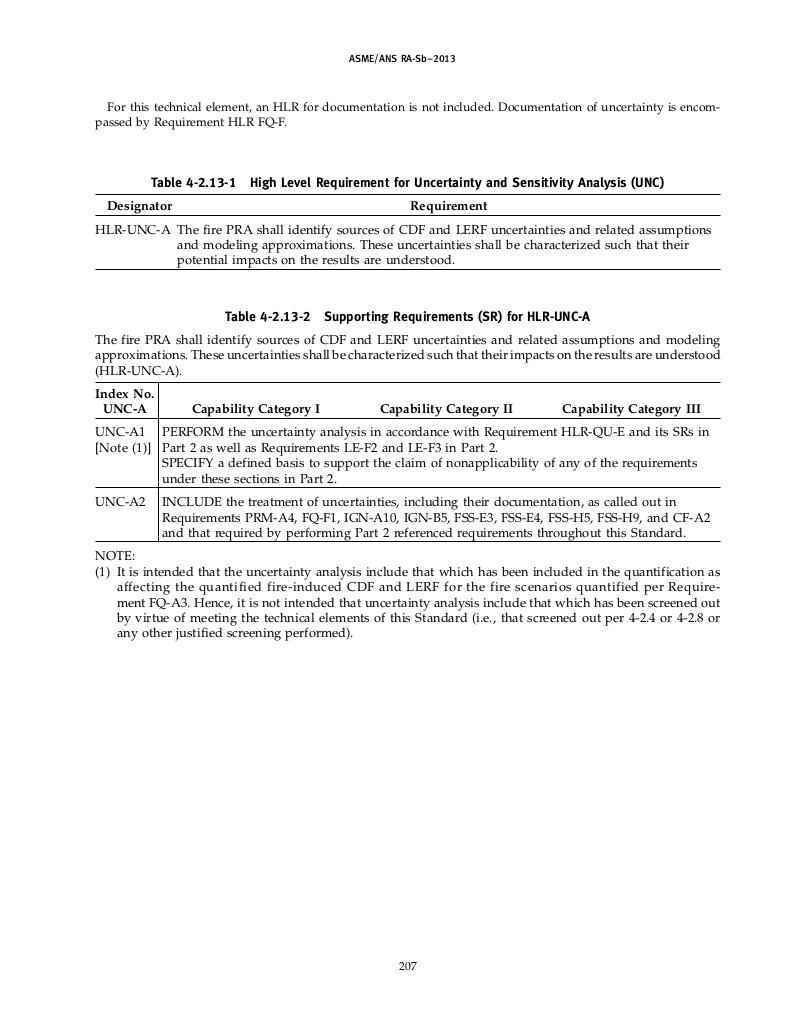 ASME/ANS RA-Sb–2013
For this technical element, an HLR for documentation is not included. Documentation of uncertainty is encom-
passed by Requirement HLR FQ-F.
Table 4-2.13-1 High Level Requirement for Uncertainty and Sensitivity Analysis (UNC)
Designator Requirement
HLR-UNC-A The fire PRA shall identify sources of CDF and LERF uncertainties and related assumptions
and modeling approximations. These uncertainties shall be characterized such that their
potential impacts on the results are understood.
Table 4-2.13-2 Supporting Requirements (SR) for HLR-UNC-A
The fire PRA shall identify sources of CDF and LERF uncertainties and related assumptions and modeling
approximations. These uncertainties shall be characterized such that their impacts on the results are understood
(HLR-UNC-A).
Index No.
UNC-A Capability Category I Capability Category II Capability Category III
UNC-A1 PERFORM the uncertainty analysis in accordance with Requirement HLR-QU-E and its SRs in
[Note (1)] Part 2 as well as Requirements LE-F2 and LE-F3 in Part 2.
SPECIFY a defined basis to support the claim of nonapplicability of any of the requirements
under these sections in Part 2.
UNC-A2 INCLUDE the treatment of uncertainties, including their documentation, as called out in
Requirements PRM-A4, FQ-F1, IGN-A10, IGN-B5, FSS-E3, FSS-E4, FSS-H5, FSS-H9, and CF-A2
and that required by performing Part 2 referenced requirements throughout this Standard.
NOTE:
(1) It is intended that the uncertainty analysis include that which has been included in the quantification as
affecting the quantified fire-induced CDF and LERF for the fire scenarios quantified per Require-
ment FQ-A3. Hence, it is not intended that uncertainty analysis include that which has been screened out
by virtue of meeting the technical elements of this Standard (i.e., that screened out per 4-2.4 or 4-2.8 or
any other justified screening performed).
207